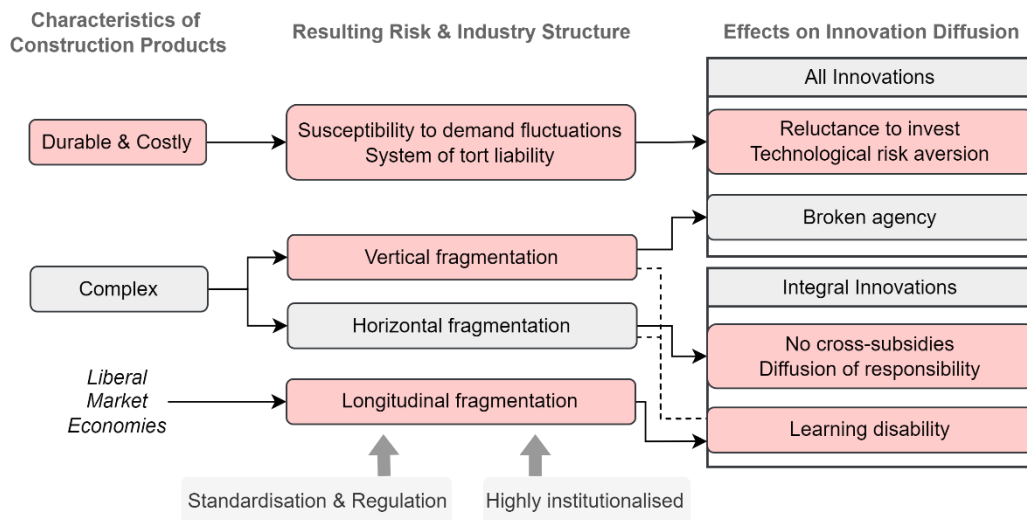 Characteristics of
Construction Products
Resulting Risk & Industry Structure
Effects on Innovation Diffusion
All Innovations
Durable & Costly
Susceptibility to demand fluctuations
System of tort liability
Reluctance to invest
Technological risk aversion
Broken agency
Vertical fragmentation
Complex
Integral Innovations
Horizontal fragmentation
No cross-subsidies
Diffusion of responsibility
Liberal
Market
Economies
Longitudinal fragmentation
Learning disability
Standardisation & Regulation
Highly institutionalised